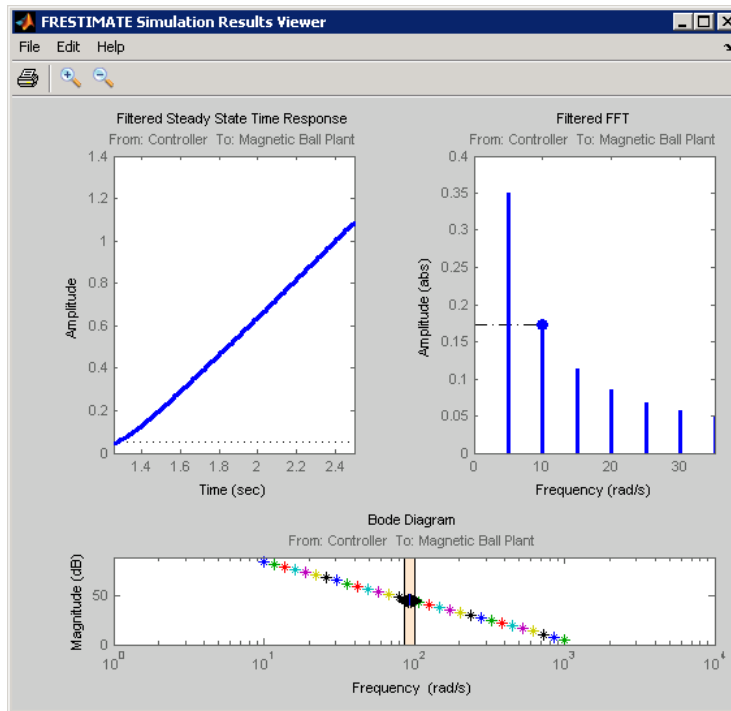 FRESTIMATE Simulation Results Viewer
File Edit Help
Filtered Steady State Time Response
From: Controller To: Magnetic Ball Plant
1.4
1.2
1
0.8
0.6
0.4
0.2
0
Amplitude
1.4 1.6 1.8 2 2.2 2.4
Time (sec)
Filtered FFT
From: Controller To: Magnetic Ball Plant
0.4
0.35
0.3
0.25
0.2
0.15
0.1
0.05
0
Amplitude (abs)
0 10 20 30
Frequency (rad/s)
Bode Diagram
From: Controller To: Magnetic Ball Plant
50
0
Magnitude (dB)
10^0 10^1 10^2 10^3 10^4
Frequency (rad/s)